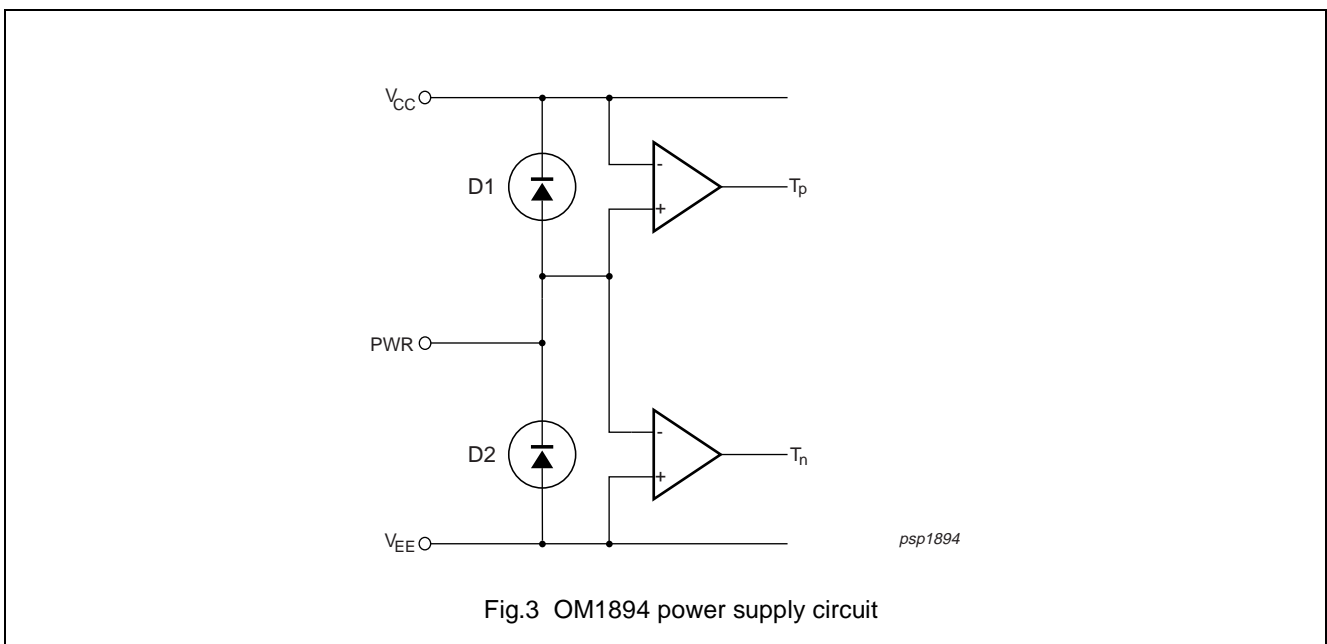 VCC
-
D1
Tp
+
PWR
-
D2
Tn
+
VEE
psp1894
Fig.3 OM1894 power supply circuit